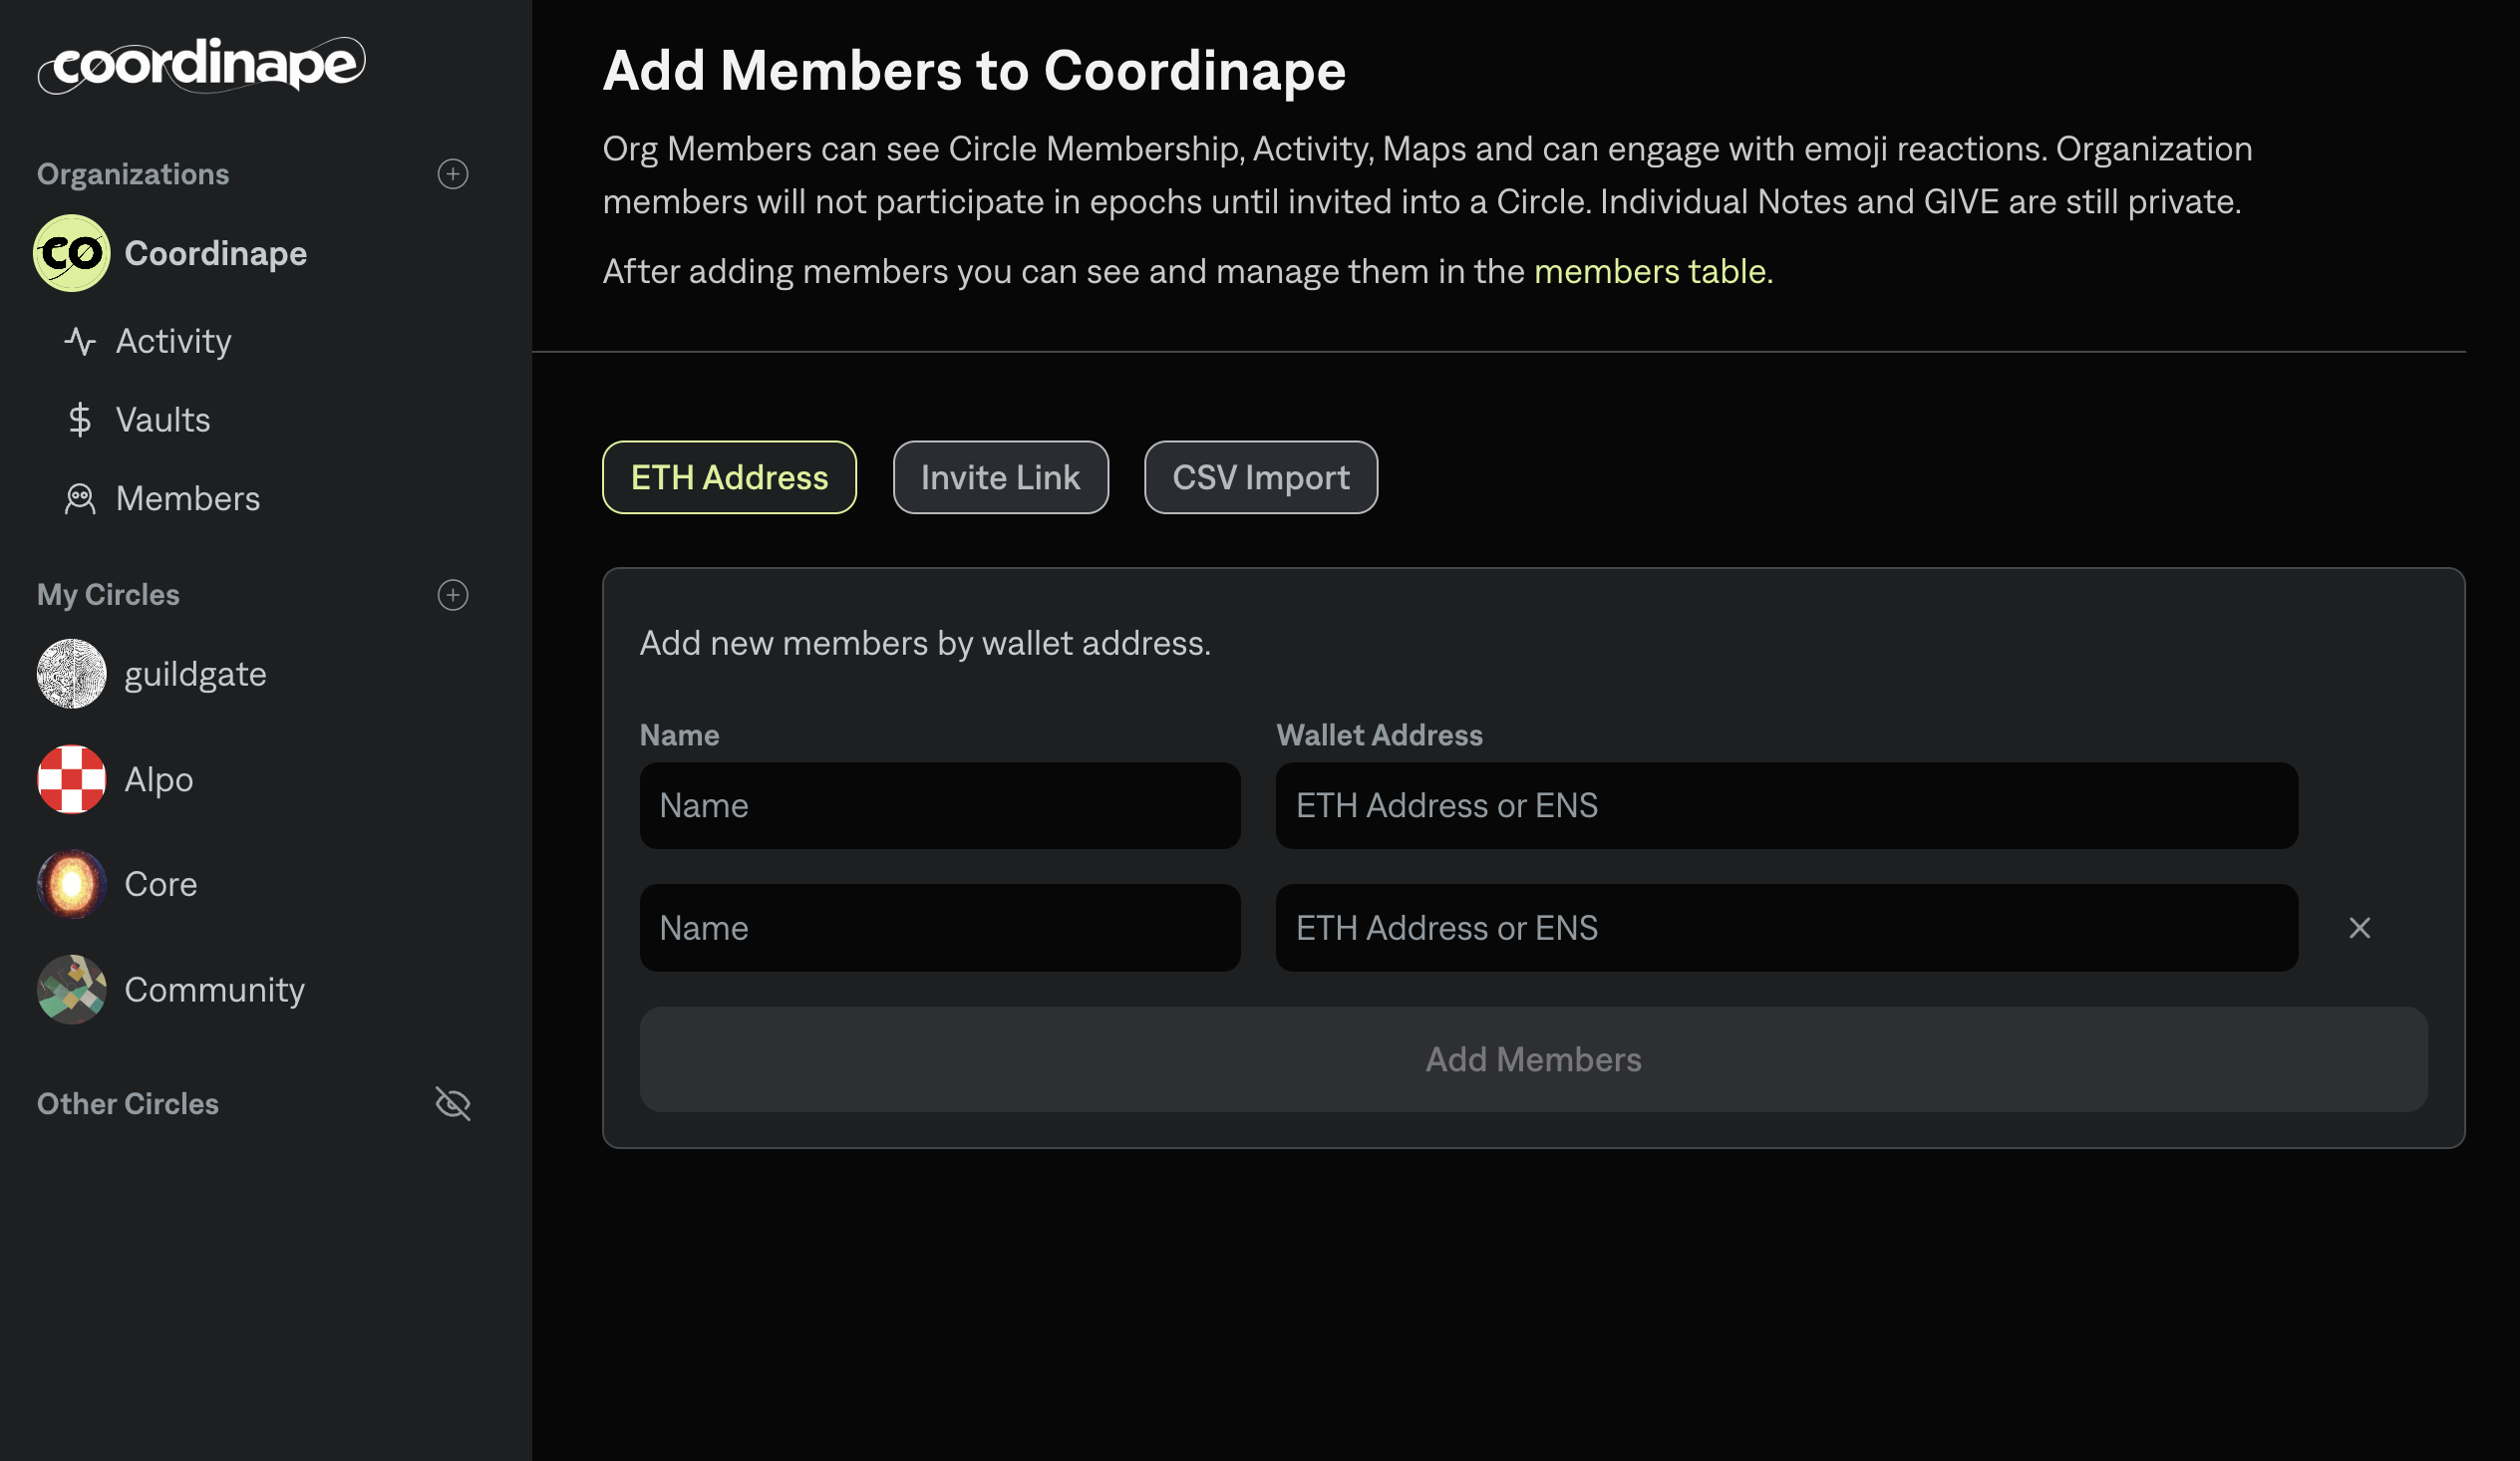 coordinape
Organizations
co Coordinape
Activity
Vaults
Members
My Circles
guildgate
Alpo
Core
Community
Other Circles
Add Members to Coordinape
Org Members can see Circle Membership, Activity, Maps and can engage with emoji reactions. Organization
members will not participate in epochs until invited into a Circle. Individual Notes and GIVE are still private.
After adding members you can see and manage them in the members table.
ETH Address Invite Link CSV Import
Add new members by wallet address.
Name Wallet Address
Name ETH Address or ENS
Name ETH Address or ENS
Add Members